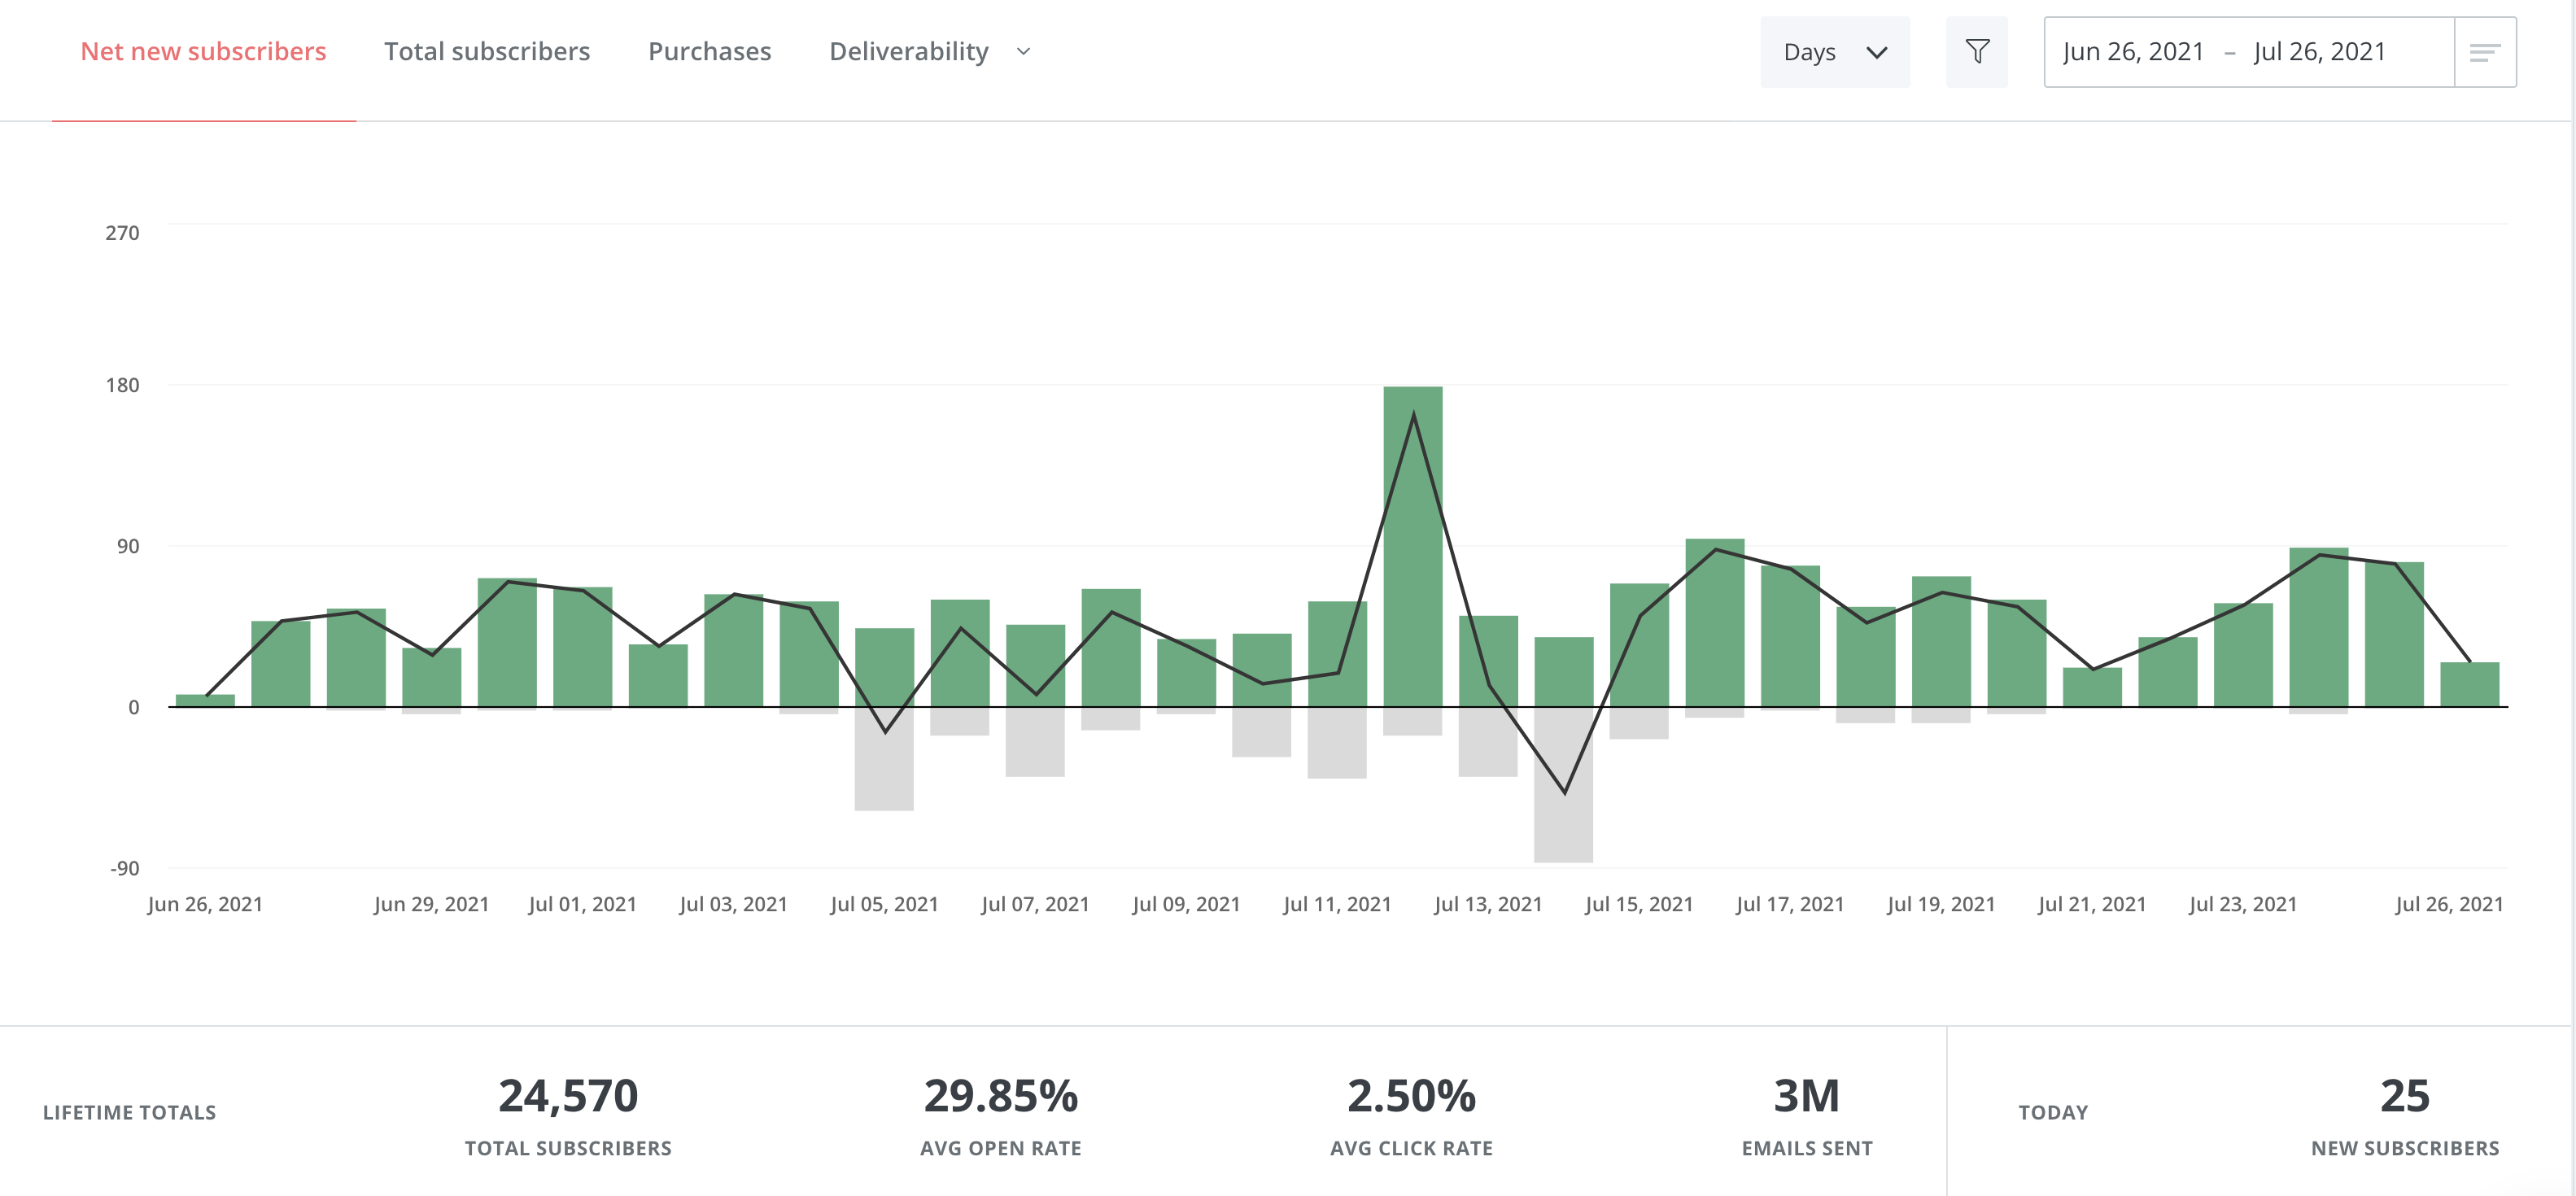 Net new subscribers Total subscribers Purchases Deliverability Days Jun 26, 2021 – Jul 26, 2021
270
180
90
0
-90
Jun 26, 2021 Jun 29, 2021 Jul 01, 2021 Jul 03, 2021 Jul 05, 2021 Jul 07, 2021 Jul 09, 2021 Jul 11, 2021 Jul 13, 2021 Jul 15, 2021 Jul 17, 2021 Jul 19, 2021 Jul 21, 2021 Jul 23, 2021 Jul 26, 2021
LIFETIME TOTALS
24,570
TOTAL SUBSCRIBERS
29.85%
AVG OPEN RATE
2.50%
AVG CLICK RATE
3M
EMAILS SENT
TODAY
25
NEW SUBSCRIBERS